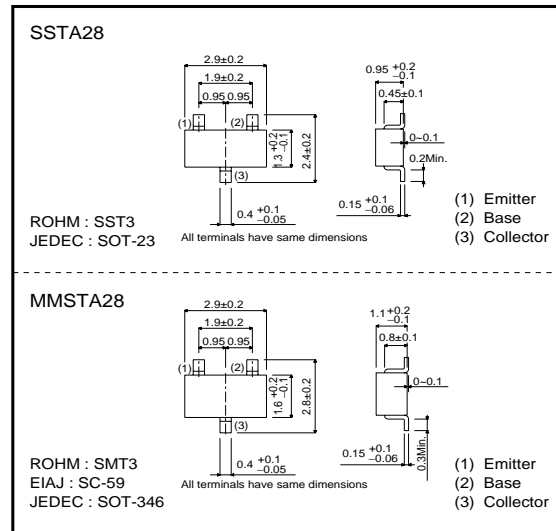 SSTA28
2.9±0.2
1.9±0.2
0.95 0.95
(1) (2)
(3)
1.3 +0.2 −0.1
2.4±0.2
0.4 +0.1 −0.05
All terminals have same dimensions
0.95 +0.2 −0.1
0.45±0.1
0~0.1
0.2Min.
0.15 +0.1 −0.06
ROHM : SST3
JEDEC : SOT-23
(1) Emitter
(2) Base
(3) Collector
MMSTA28
2.9±0.2
1.9±0.2
0.95 0.95
(1) (2)
(3)
1.6 +0.2 −0.1
2.8±0.2
0.4 +0.1 −0.05
All terminals have same dimensions
1.1 +0.2 −0.1
0.8±0.1
0~0.1
0.3Min.
0.15 +0.1 −0.06
ROHM : SMT3
EIAJ : SC-59
JEDEC : SOT-346
(1) Emitter
(2) Base
(3) Collector